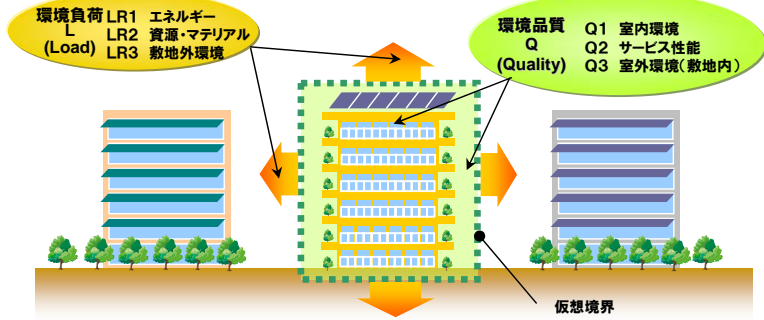 環境負荷
L
(Load)
LR1 エネルギー
LR2 資源・マテリアル
LR3 敷地外環境
環境品質
Q
(Quality)
Q1 室内環境
Q2 サービス性能
Q3 室外環境(敷地内)
仮想境界